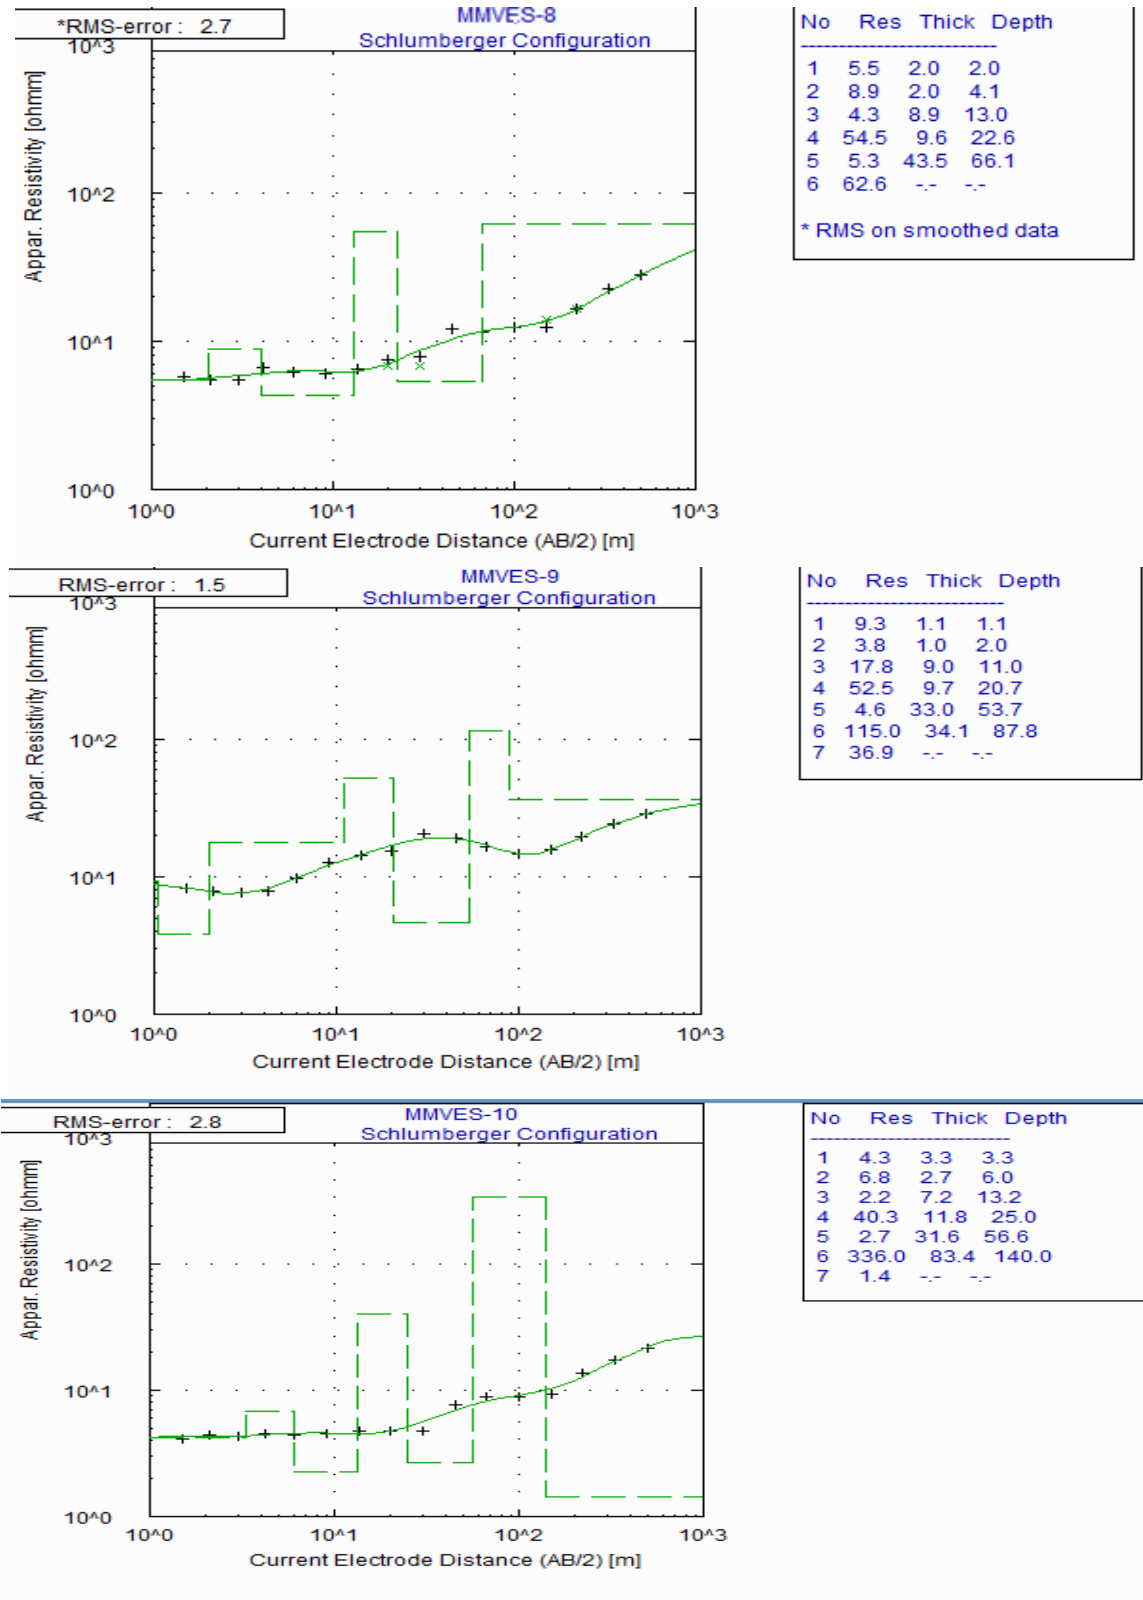 *RMS-error : 2.7
MMVES-8
Schlumberger Configuration
10^3
10^2
10^1
10^0
Appar. Resistivity [ohmm]
10^0 10^1 10^2 10^3
Current Electrode Distance (AB/2) [m]
No Res Thick Depth
1 5.5 2.0 2.0
2 8.9 2.0 4.1
3 4.3 8.9 13.0
4 54.5 9.6 22.6
5 5.3 43.5 66.1
6 62.6 -.- -.-
* RMS on smoothed data
RMS-error : 1.5
MMVES-9
Schlumberger Configuration
10^3
10^2
10^1
10^0
Appar. Resistivity [ohmm]
10^0 10^1 10^2 10^3
Current Electrode Distance (AB/2) [m]
No Res Thick Depth
1 9.3 1.1 1.1
2 3.8 1.0 2.0
3 17.8 9.0 11.0
4 52.5 9.7 20.7
5 4.6 33.0 53.7
6 115.0 34.1 87.8
7 36.9 -.- -.-
RMS-error : 2.8
MMVES-10
Schlumberger Configuration
10^3
10^2
10^1
10^0
Appar. Resistivity [ohmm]
10^0 10^1 10^2 10^3
Current Electrode Distance (AB/2) [m]
No Res Thick Depth
1 4.3 3.3 3.3
2 6.8 2.7 6.0
3 2.2 7.2 13.2
4 40.3 11.8 25.0
5 2.7 31.6 56.6
6 336.0 83.4 140.0
7 1.4 -.- -.-